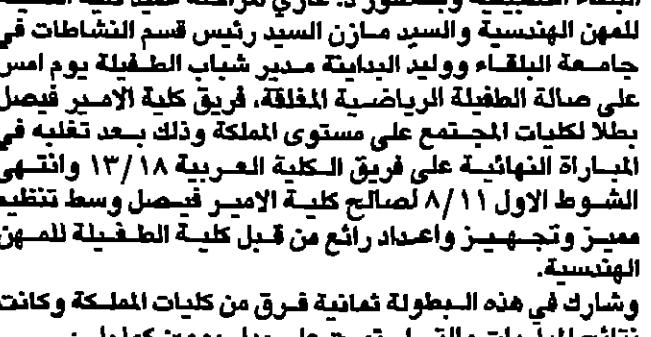 للمهن الهندسية والسيد مازن السيد رئيس قسم النشاطات في
جامعة البلقاء ووليد البداينة مدير شباب الطفيلة يوم امس
على صالة الطفيلة الرياضية المغلقة، فريق كلية الامير فيصل
بطلا لكليات المجتمع على مستوى المملكة وذلك بعد تغلبه في
المباراة النهائية على فريق الكلية العربية ١٣/١٨ وانتهى
الشوط الاول ٨/١١ لصالح كلية الامير فيصل وسط تنظيم
مميز وتجهيز واعداد رائع من قبل كلية الطفيلة للمهن
الهندسية.
وشارك في هذه البطولة ثمانية فرق من كليات المملكة وكانت